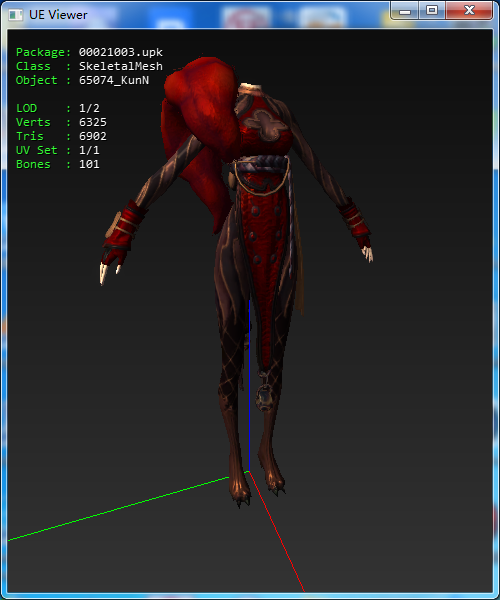 UE Viewer
Package: 00021003.upk
Class : SkeletalMesh
Object : 65074_KunN
LOD : 1/2
Verts : 6325
Tris : 6902
UV Set : 1/1
Bones : 101